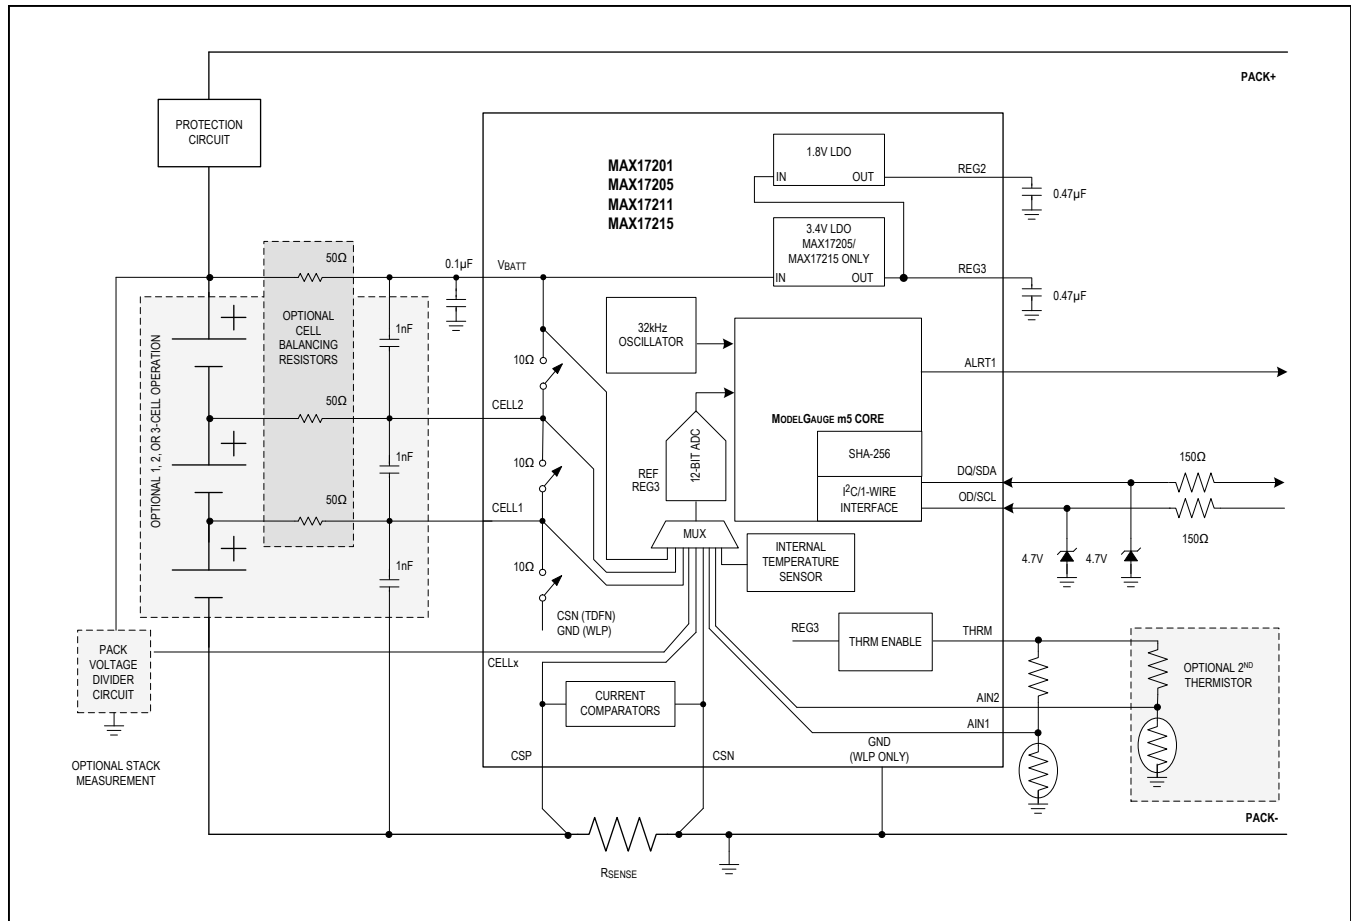 PACK+
PROTECTION
CIRCUIT
MAX17201
MAX17205
MAX17211
MAX17215
1.8V LDO
IN
OUT
REG2
0.47µF
3.4V LDO
MAX17205/
MAX17215 ONLY
IN
OUT
REG3
0.47µF
50Ω
0.1µF
VBATT
OPTIONAL 1, 2, OR 3-CELL OPERATION
OPTIONAL
CELL
BALANCING
RESISTORS
1nF
10Ω
32kHz
OSCILLATOR
ALRT1
50Ω
CELL2
MODELGAUGE m5 CORE
12-BIT ADC
SHA-256
REF
REG3
1nF
10Ω
DQ/SDA
150Ω
I²C/1-WIRE
INTERFACE
OD/SCL
150Ω
50Ω
CELL1
MUX
INTERNAL
TEMPERATURE
SENSOR
4.7V
4.7V
1nF
10Ω
CSN (TDFN)
GND (WLP)
REG3
THRM ENABLE
THRM
PACK
VOLTAGE
DIVIDER
CIRCUIT
CELLx
OPTIONAL 2ND
THERMISTOR
CURRENT
COMPARATORS
AIN2
AIN1
CSP
CSN
GND
(WLP ONLY)
OPTIONAL STACK
MEASUREMENT
PACK-
RSENSE